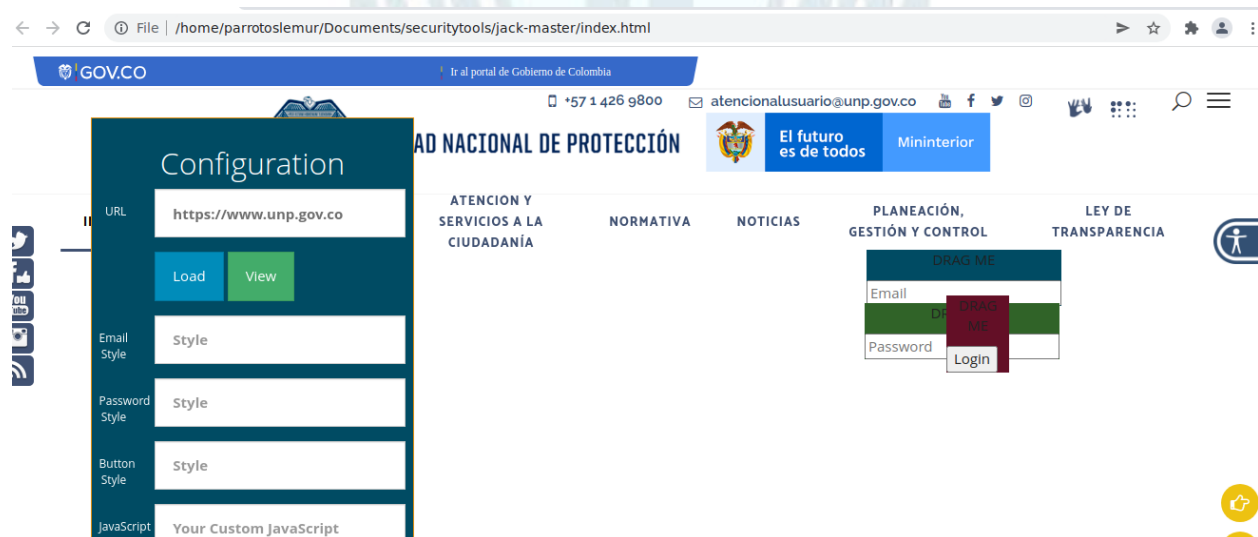 File /home/parrotoslemur/Documents/securitytools/jack-master/index.html
GOV.CO
Ir al portal de Gobierno de Colombia
+57 1 426 9800 atencionalusuario@unp.gov.co
AD NACIONAL DE PROTECCIÓN
El futuro
es de todos
Mininterior
ATENCIÓN Y
SERVICIOS A LA
CIUDADANÍA
NORMATIVA
NOTICIAS
PLANEACIÓN,
GESTIÓN Y CONTROL
LEY DE
TRANSPARENCIA
Configuration
URL https://www.unp.gov.co
Load View
Email
Style
Style
Password
Style
Style
Button
Style
Style
JavaScript Your Custom JavaScript
DRAG ME
Email
DRAG
ME
Password
Login
You
Tube